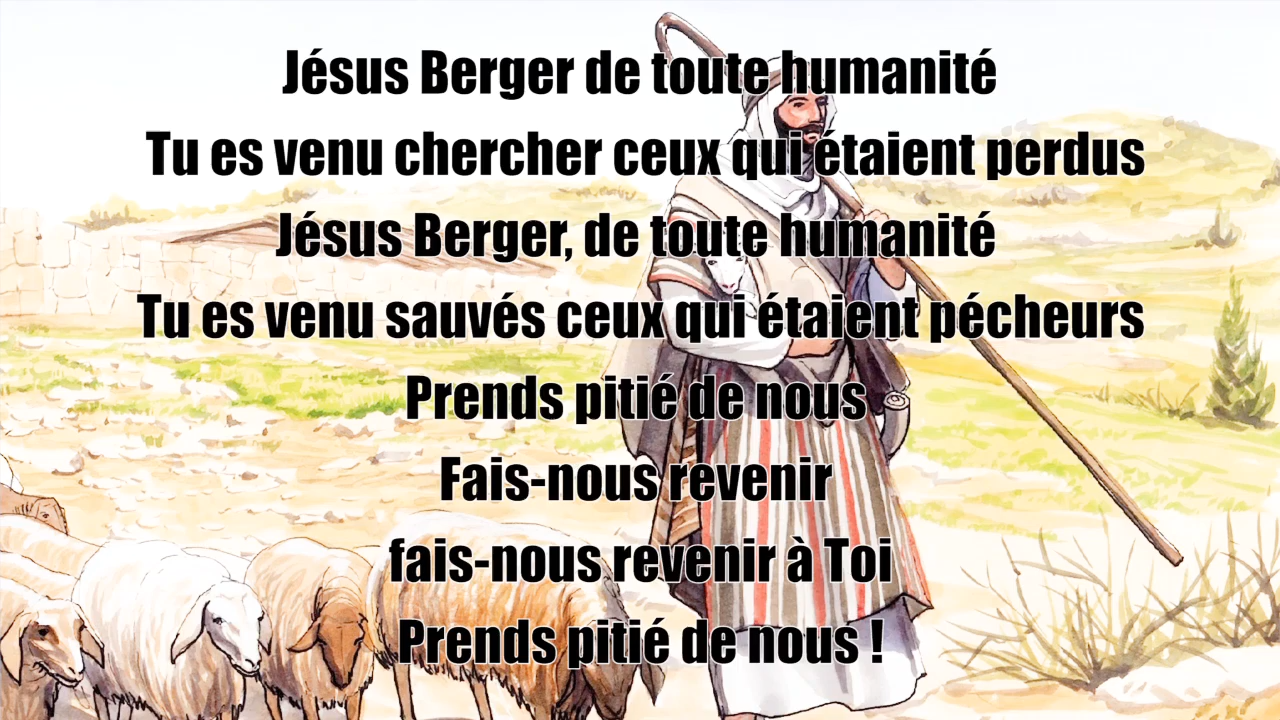 Jésus Berger de toute humanité
Tu es venu chercher ceux qui étaient perdus
Jésus Berger, de toute humanité
Tu es venu sauvés ceux qui étaient pécheurs
Prends pitié de nous
Fais-nous revenir
fais-nous revenir à Toi
Prends pitié de nous !